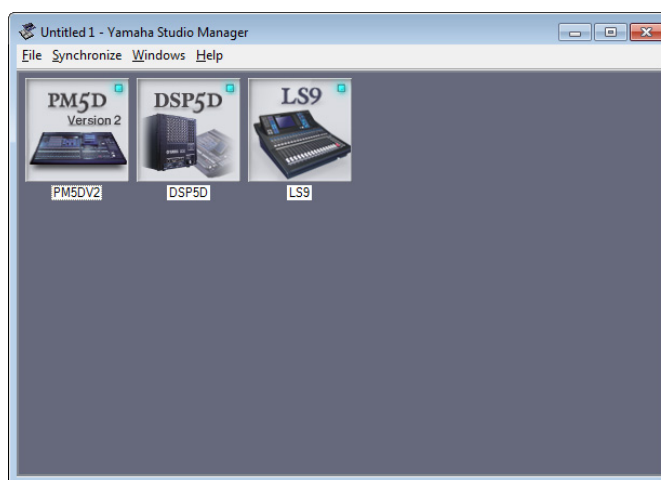 Untitled 1 - Yamaha Studio Manager
File Synchronize Windows Help
PM5D
Version 2
DSP5D
LS9
PM5DV2
DSP5D
LS9